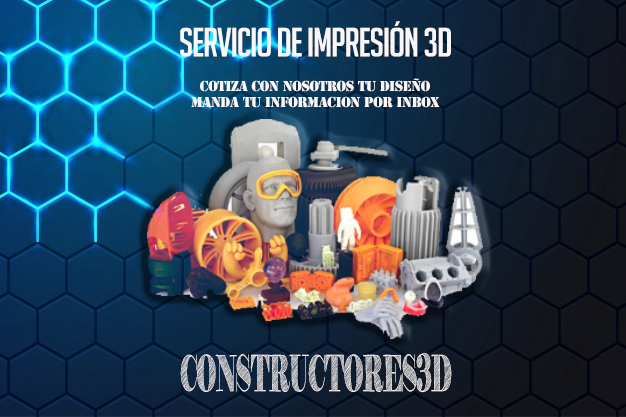 SERVICIO DE IMPRESIÓN 3D
COTIZA CON NOSOTROS TU DISEÑO
MANDA TU INFORMACION POR INBOX
CONSTRUCTORES3D